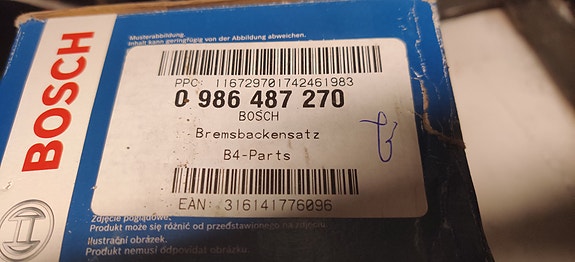 Musterabbildung.
Inhalt kann geringfügig von der Abbildung abweichen.
BOSCH
PPC: 116729701742461983
0 986 487 270
BOSCH
Bremsbackensatz
B4-Parts
EAN: 316141776096
Zdjęcie poglądowe.
Produkt może się różnić od przedstawionego na zdjęciu.
Ilustrační obrázek.
Produkt nemusí odpovídat obrázku.